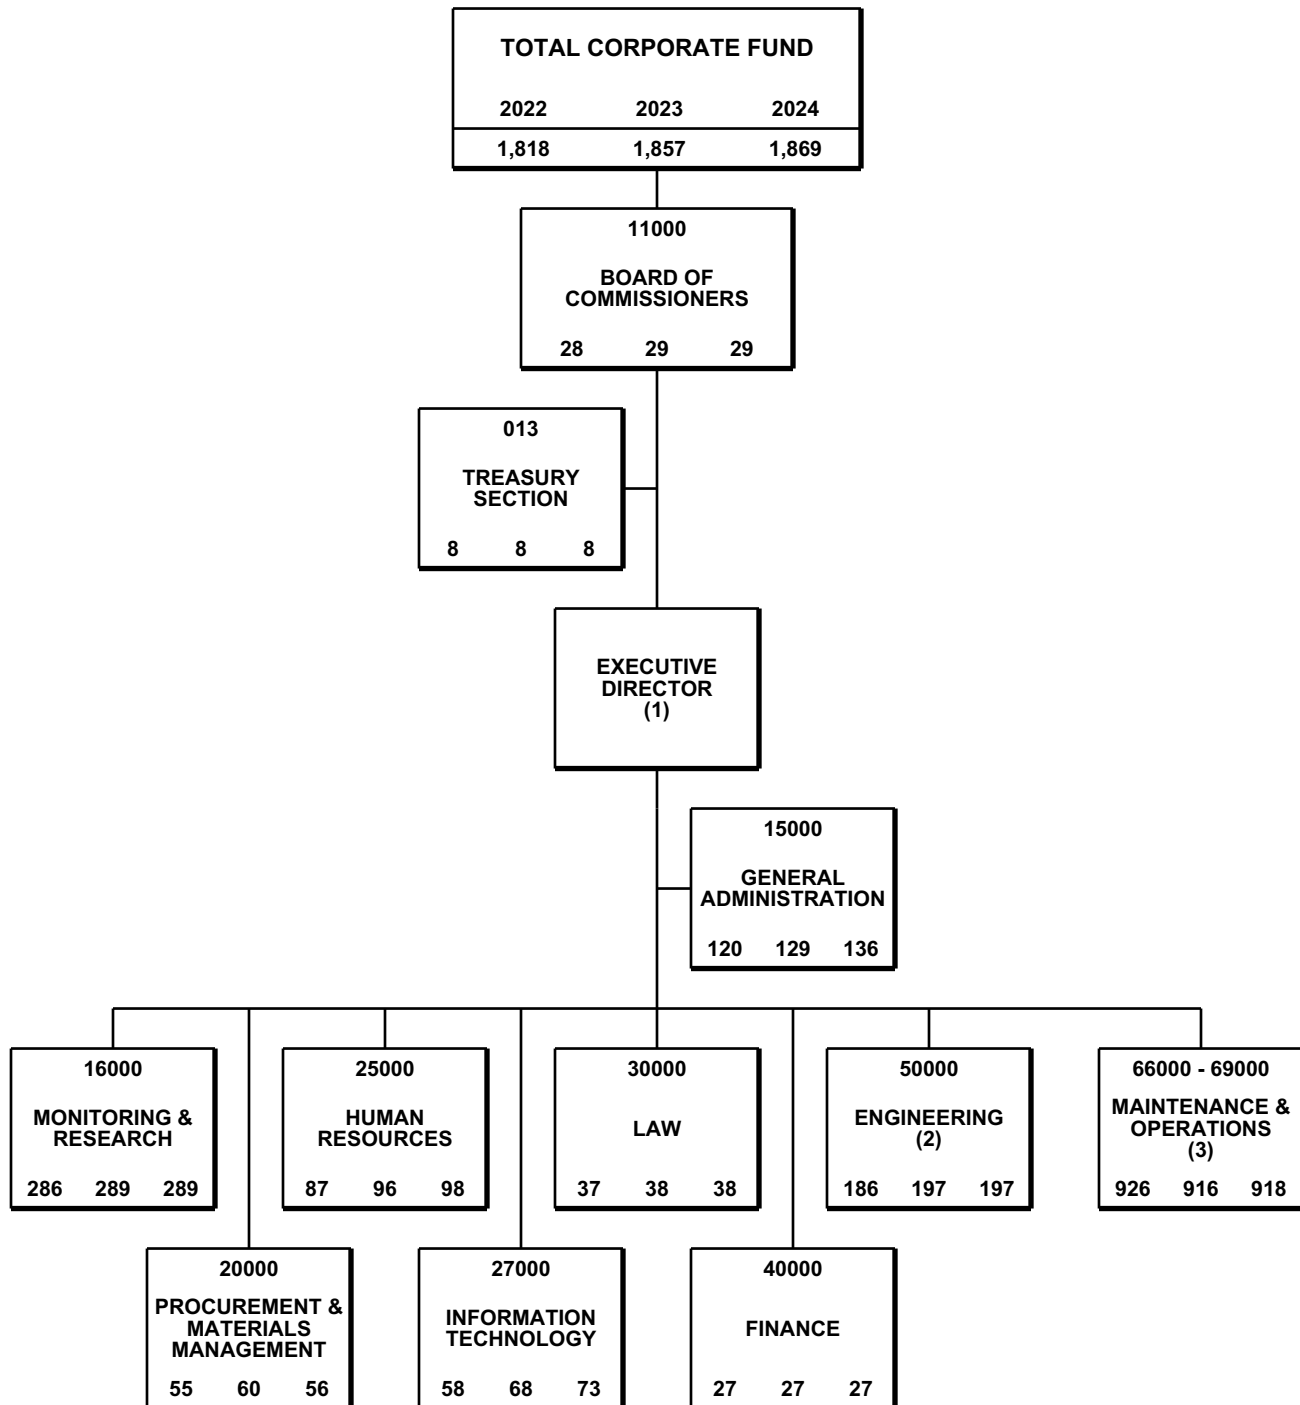 TOTAL CORPORATE FUND
2022 2023 2024
1,818 1,857 1,869
11000
BOARD OF
COMMISSIONERS
28 29 29
013
TREASURY
SECTION
8 8 8
EXECUTIVE
DIRECTOR
(1)
15000
GENERAL
ADMINISTRATION
120 129 136
16000
MONITORING &
RESEARCH
286 289 289
25000
HUMAN
RESOURCES
87 96 98
30000
LAW
37 38 38
50000
ENGINEERING
(2)
186 197 197
66000 - 69000
MAINTENANCE &
OPERATIONS
(3)
926 916 918
20000
PROCUREMENT &
MATERIALS
MANAGEMENT
55 60 56
27000
INFORMATION
TECHNOLOGY
58 68 73
40000
FINANCE
27 27 27